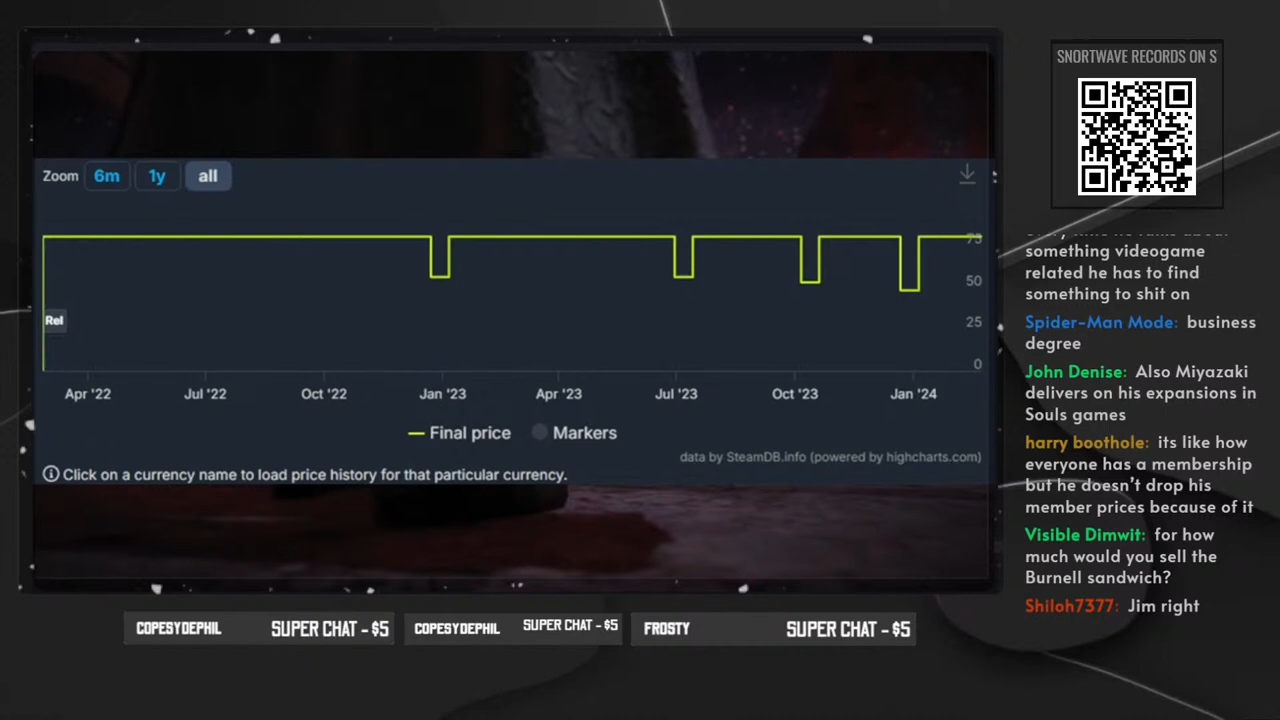 SNORTWAVE RECORDS ON S
Zoom 6m 1y all
75
50
25
0
Rel
Apr '22 Jul '22 Oct '22 Jan '23 Apr '23 Jul '23 Oct '23 Jan '24
Final price Markers
data by SteamDB.info (powered by highcharts.com)
Click on a currency name to load price history for that particular currency.
something videogame
related he has to find
something to shit on
Spider-Man Mode: business
degree
John Denise: Also Miyazaki
delivers on his expansions in
Souls games
harry boothole: its like how
everyone has a membership
but he doesn't drop his
member prices because of it
Visible Dimwit: for how
much would you sell the
Burnell sandwich?
Shiloh7377: Jim right
COPESYDEPHIL SUPER CHAT - $5
COPESYDEPHIL SUPER CHAT - $5
FROSTY SUPER CHAT - $5